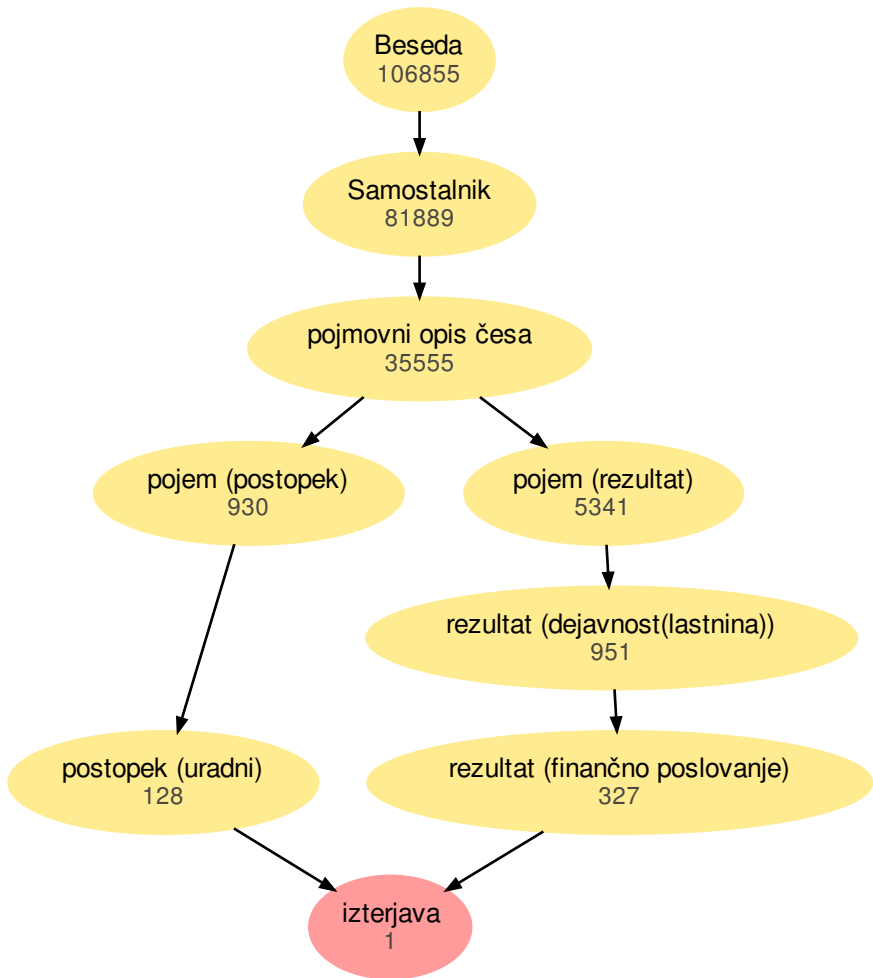 Beseda
106855
Samostalnik
81889
pojmovni opis česa
35555
pojem (postopek)
930
pojem (rezultat)
5341
rezultat (dejavnost(lastnina))
951
postopek (uradni)
128
rezultat (finančno poslovanje)
327
izterjava
1